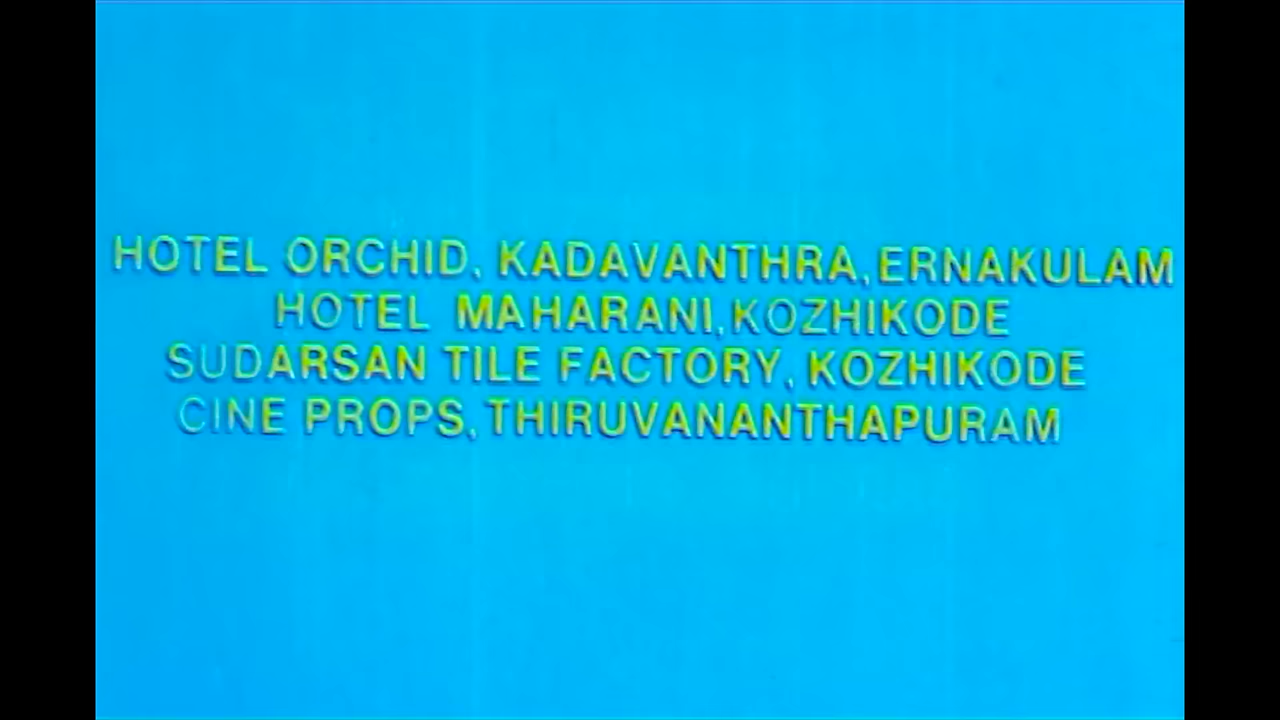 HOTEL ORCHID, KADAVANTHRA,ERNAKULAM
HOTEL MAHARANI,KOZHIKODE
SUDARSAN TILE FACTORY, KOZHIKODE
CINE PROPS,THIRUVANANTHAPURAM